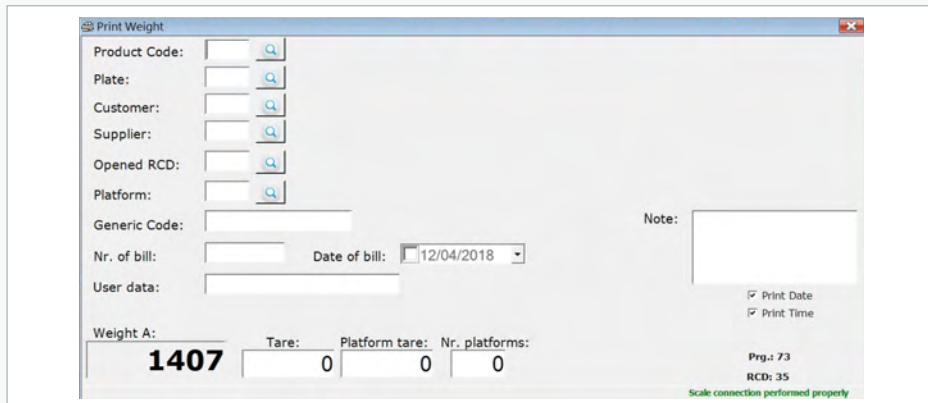 Print Weight
Product Code:
Plate:
Customer:
Supplier:
Opened RCD:
Platform:
Generic Code:
Note:
Nr. of bill:
Date of bill: 12/04/2018
User data:
Print Date
Print Time
Weight A:
Tare: Platform tare: Nr. platforms:
1407 0 0 0
Prg.: 73
RCD: 35
Scale connection performed properly